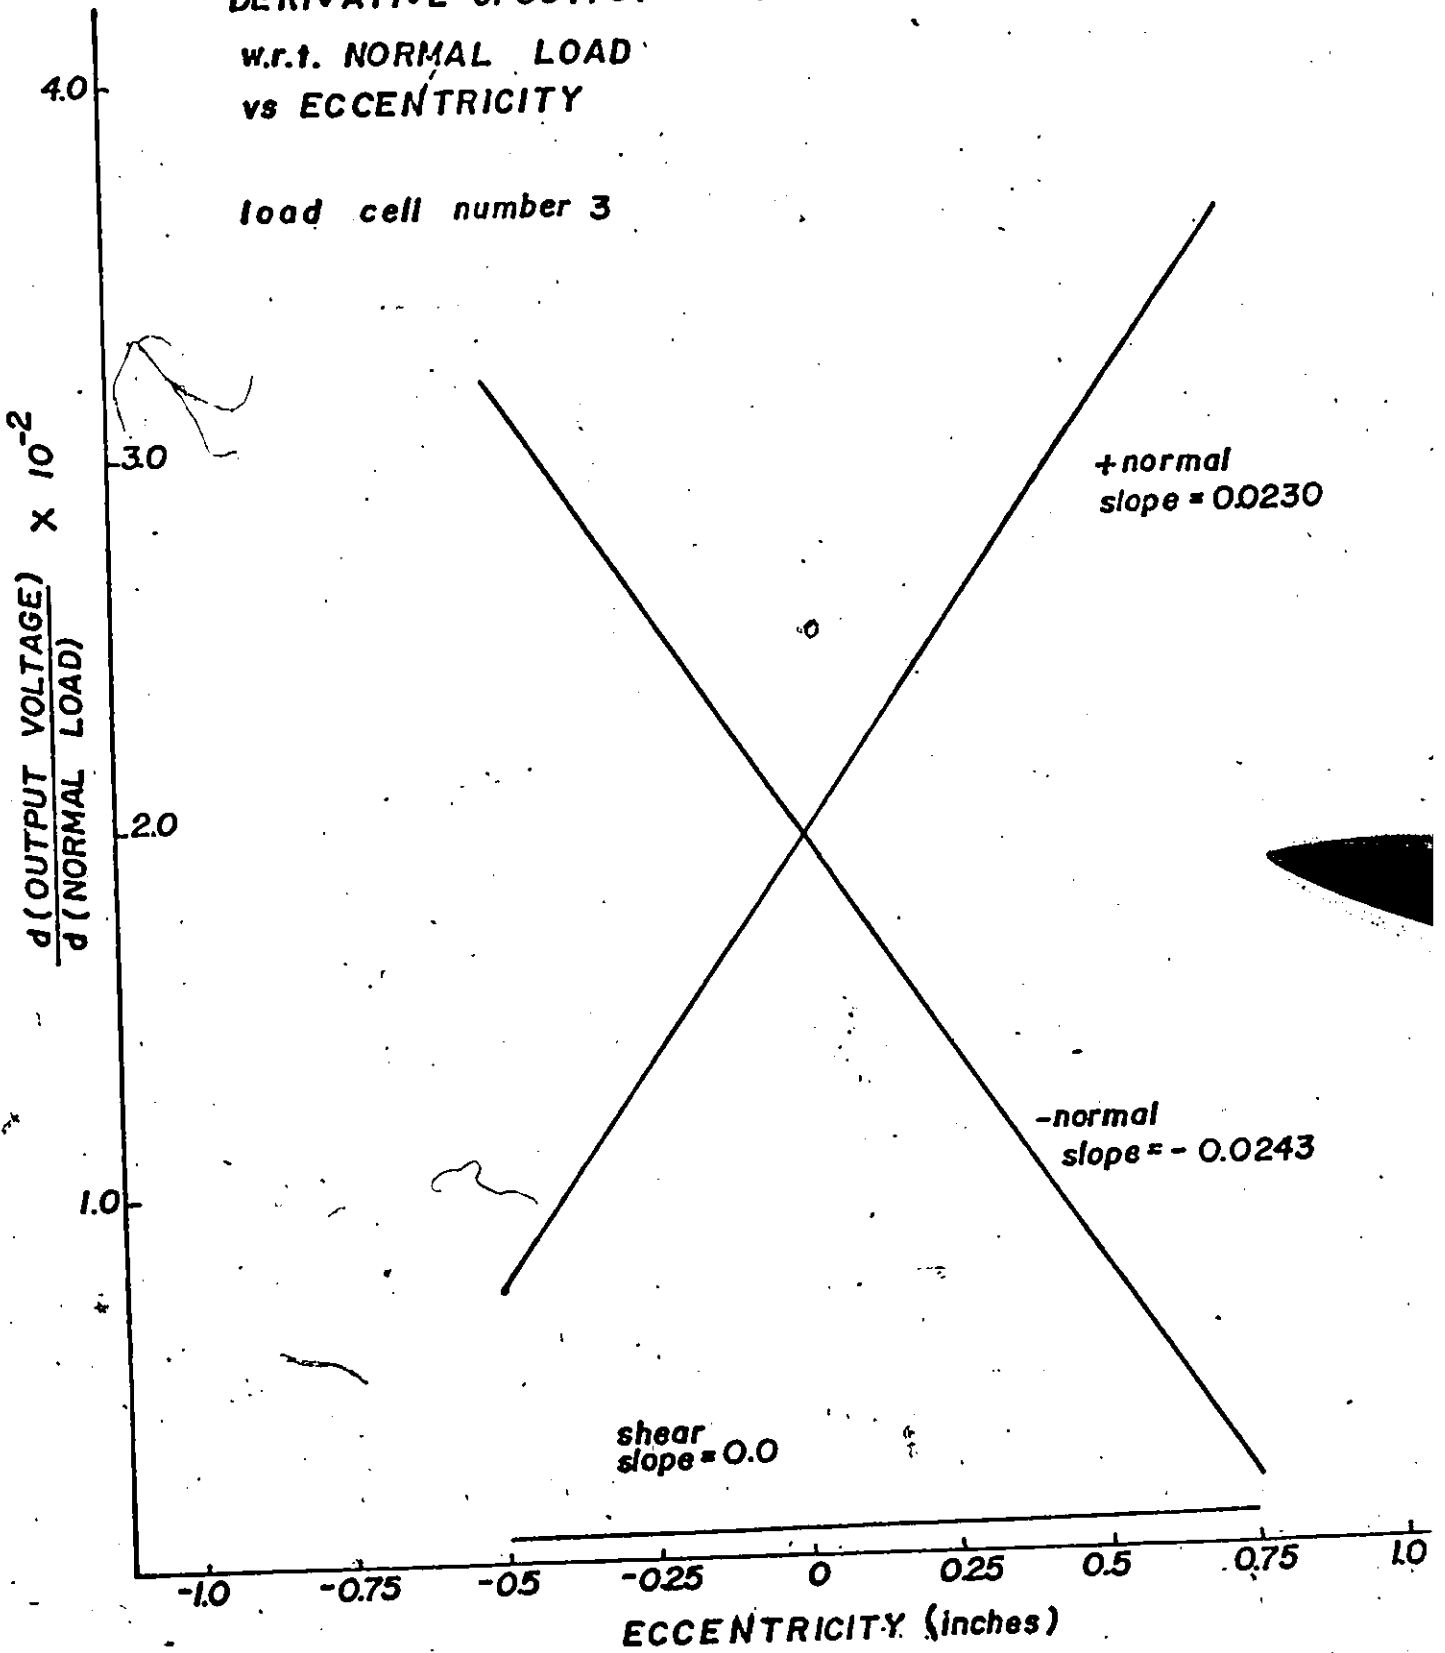 w.r.t. NORMAL LOAD
vs ECCENTRICITY
load cell number 3
4.0
3.0
2.0
1.0
d(OUTPUT VOLTAGE)
d(NORMAL LOAD)
X 10-2
+normal
slope = 0.0230
-normal
slope = - 0.0243
shear
slope = 0.0
-1.0 -0.75 -0.5 -0.25 0 0.25 0.5 0.75 1.0
ECCENTRICITY (inches)